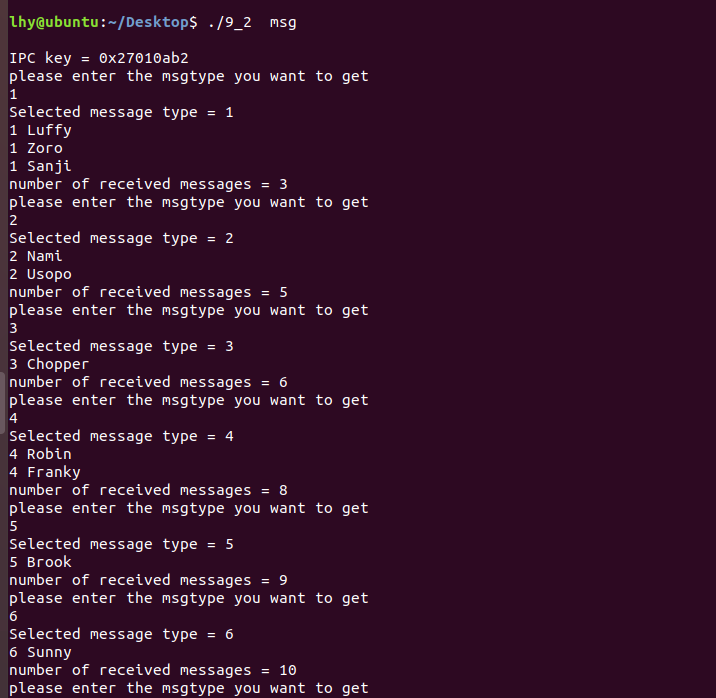 lhy@ubuntu:~/Desktop$ ./9_2  msg
IPC key = 0x27010ab2
please enter the msgtype you want to get
1
Selected message type = 1
1 Luffy
1 Zoro
1 Sanji
number of received messages = 3
please enter the msgtype you want to get
2
Selected message type = 2
2 Nami
2 Usopo
number of received messages = 5
please enter the msgtype you want to get
3
Selected message type = 3
3 Chopper
number of received messages = 6
please enter the msgtype you want to get
4
Selected message type = 4
4 Robin
4 Franky
number of received messages = 8
please enter the msgtype you want to get
5
Selected message type = 5
5 Brook
number of received messages = 9
please enter the msgtype you want to get
6
Selected message type = 6
6 Sunny
number of received messages = 10
please enter the msgtype you want to get